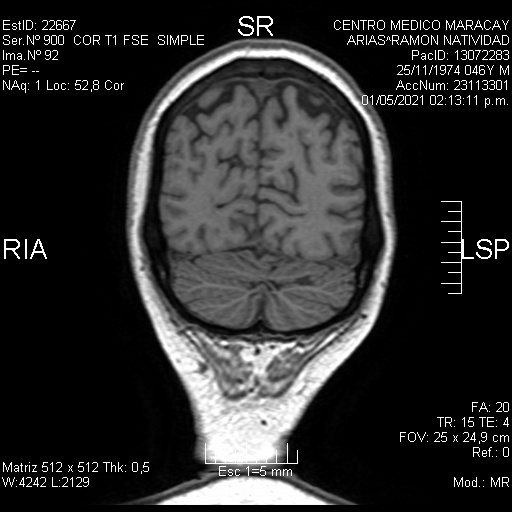 EstID: 22667
Ser.Nº 900 COR T1 FSE SIMPLE
Ima.Nº 92
PE= --
NAq: 1 Loc: 52,8 Cor
SR
CENTRO MEDICO MARACAY
ARIAS^RAMON NATIVIDAD
PacID: 13072283
25/11/1974 046Y M
AccNum: 23113301
01/05/2021 02:13:11 p.m.
RIA
LSP
FA: 20
TR: 15 TE: 4
FOV: 25 x 24,9 cm
Ref.: 0
Esc 1=5 mm
Matriz 512 x 512 Thk: 0,5
W:4242 L:2129
Mod.: MR